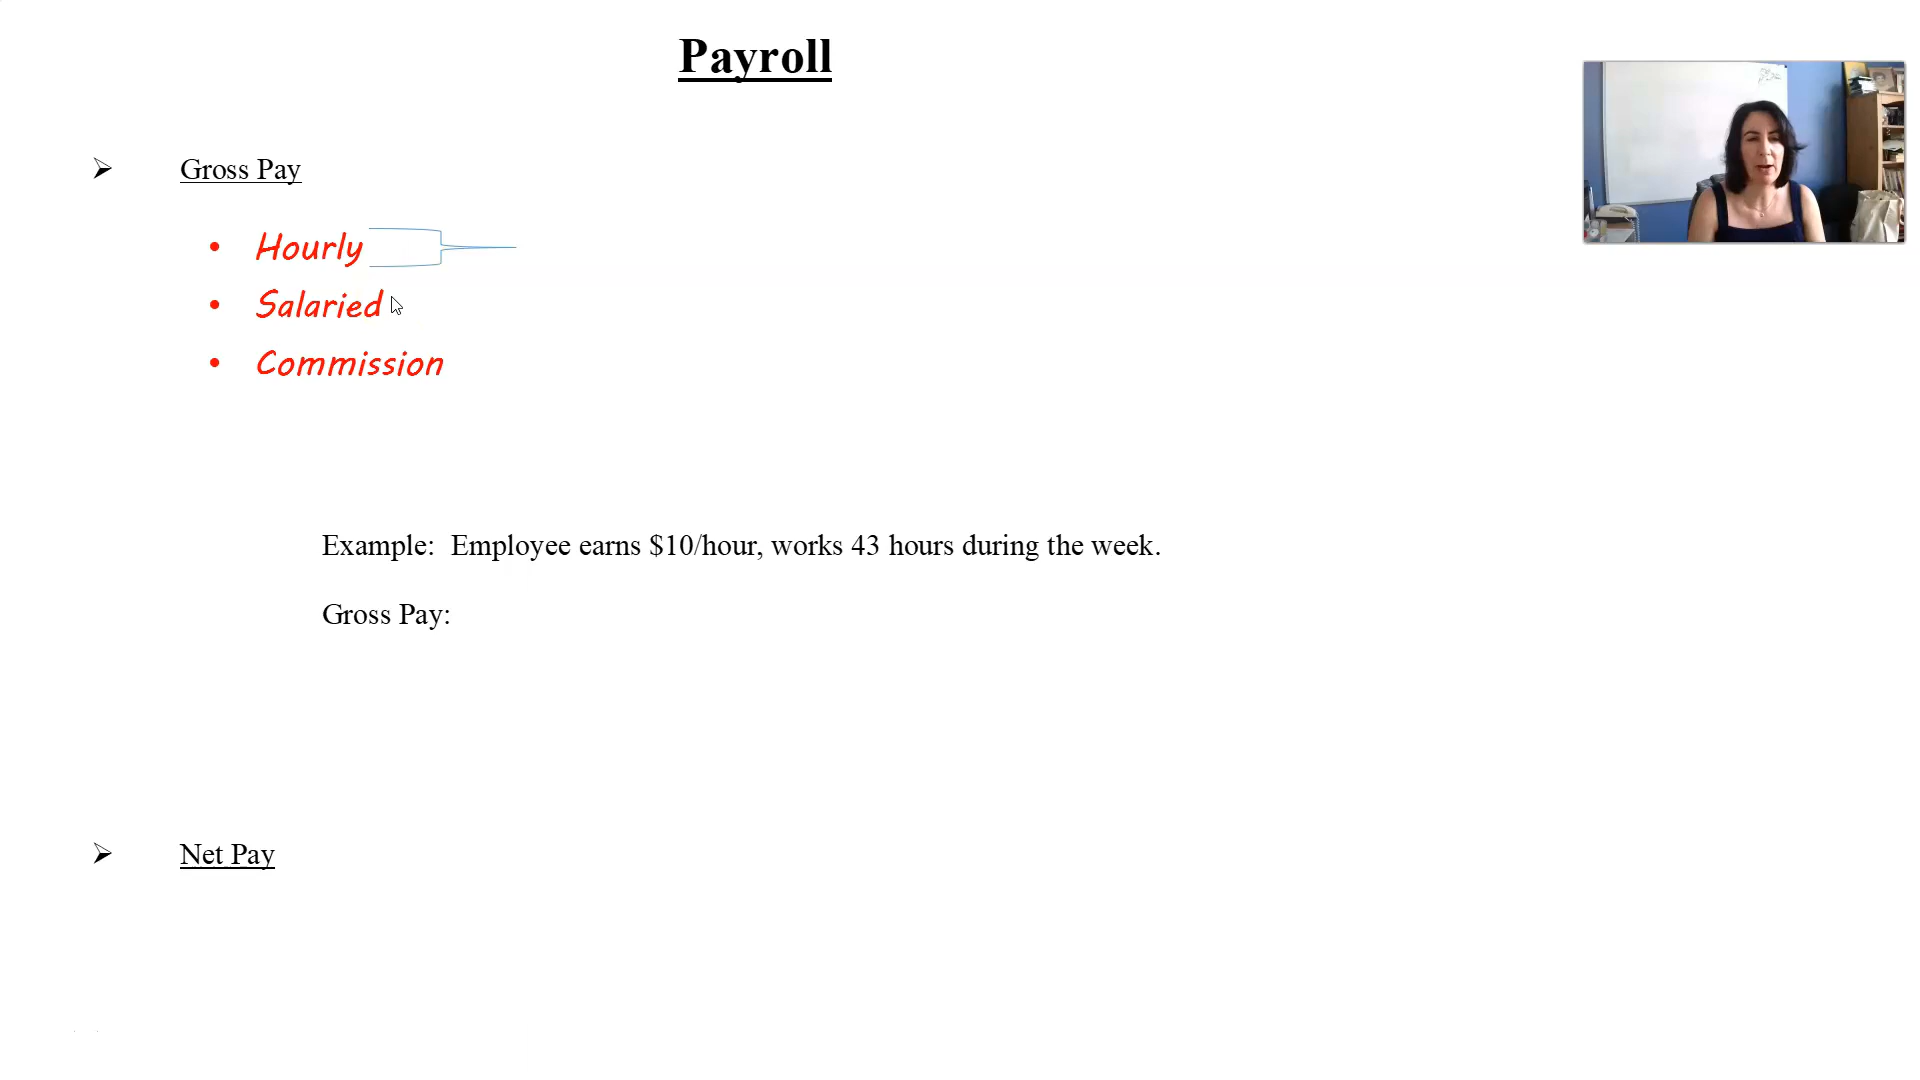 Payroll
Gross Pay
• Hourly
• Salaried
• Commission
Example: Employee earns $10/hour, works 43 hours during the week.
Gross Pay:
Net Pay